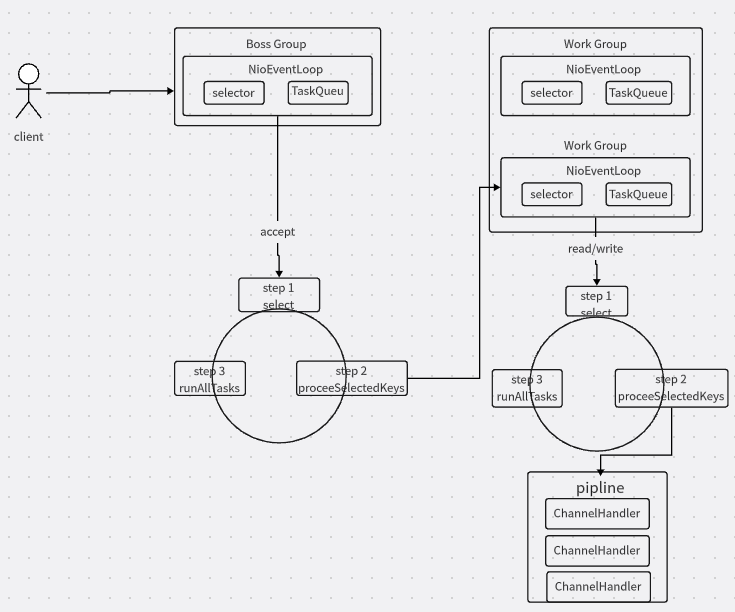 client
Boss Group
NioEventLoop
selector
TaskQueu
accept
step 1
select
step 2
proceeSelectedKeys
step 3
runAllTasks
Work Group
NioEventLoop
selector
TaskQueue
Work Group
NioEventLoop
selector
TaskQueue
read/write
step 1
select
step 2
proceeSelectedKeys
step 3
runAllTasks
pipline
ChannelHandler
ChannelHandler
ChannelHandler